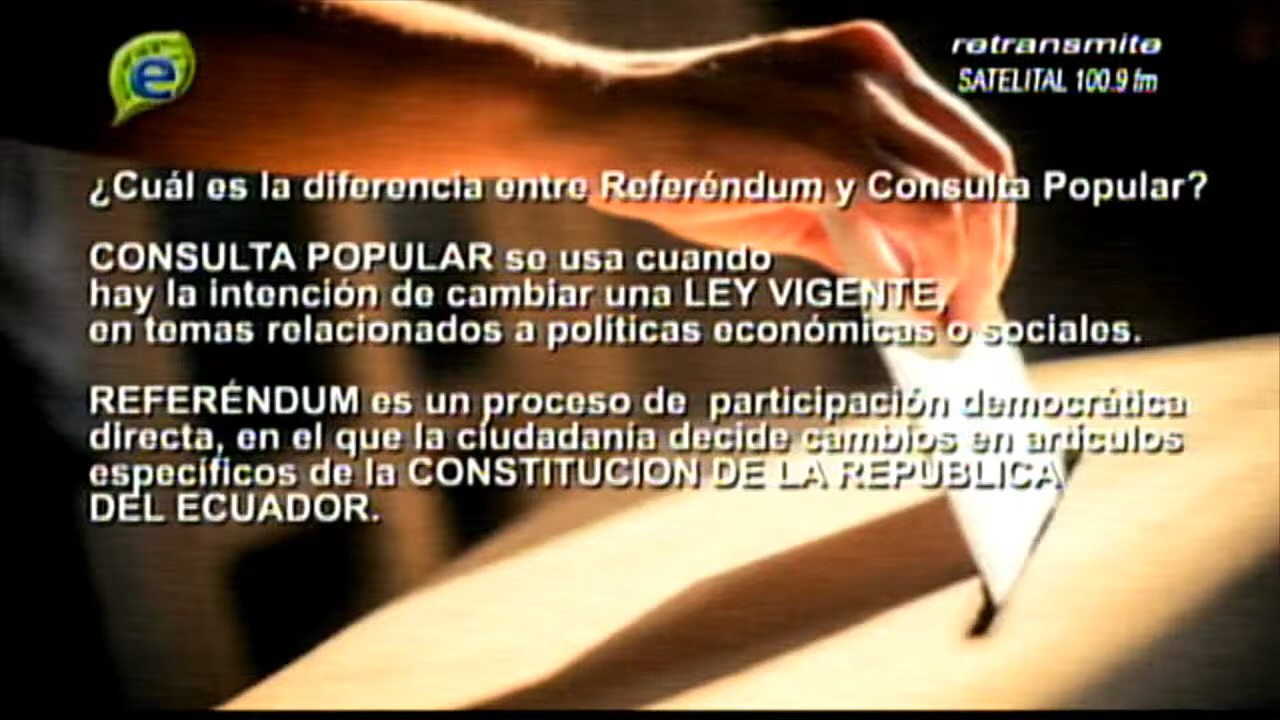 e
retransmite
SATELITAL 100.9 fm
¿Cuál es la diferencia entre Referéndum y Consulta Popular?
CONSULTA POPULAR se usa cuando
hay la intención de cambiar una LEY VIGENTE,
en temas relacionados a políticas económicas o sociales.
REFERÉNDUM es un proceso de participación democrática
directa, en el que la ciudadanía decide cambios en artículos
específicos de la CONSTITUCION DE LA REPÚBLICA
DEL ECUADOR.